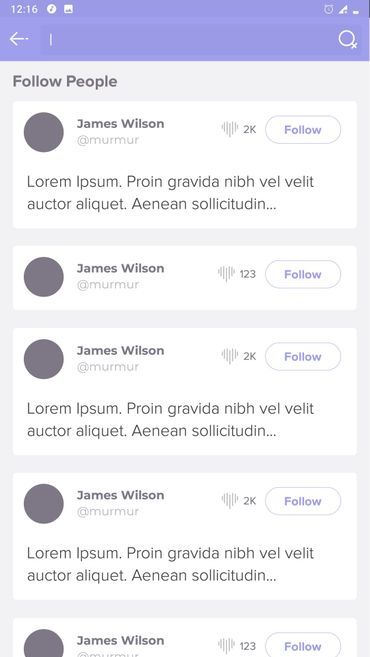 12:16
Follow People
James Wilson
@murmur
2K
Follow
Lorem Ipsum. Proin gravida nibh vel velit
auctor aliquet. Aenean sollicitudin...
James Wilson
@murmur
123
Follow
James Wilson
@murmur
2K
Follow
Lorem Ipsum. Proin gravida nibh vel velit
auctor aliquet. Aenean sollicitudin...
James Wilson
@murmur
2K
Follow
Lorem Ipsum. Proin gravida nibh vel velit
auctor aliquet. Aenean sollicitudin...
James Wilson
@murmur
123
Follow